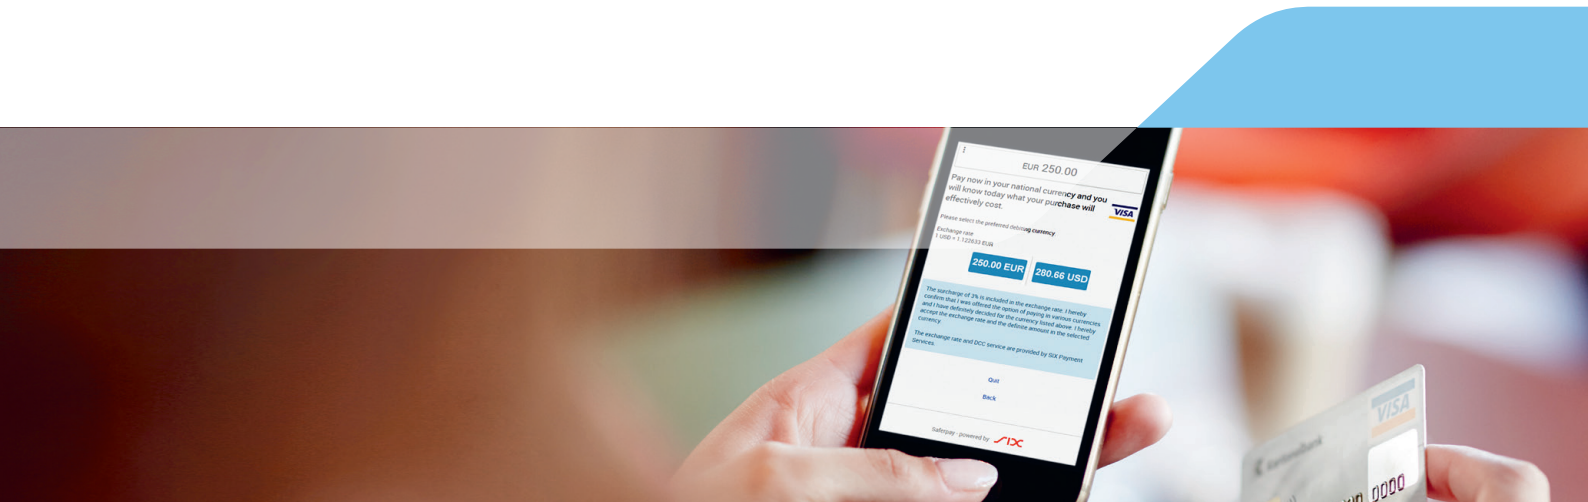 EUR 250.00
Pay now in your national currency and you
will know today what your purchase will
effectively cost.
VISA
Please select the preferred debiting currency.
Exchange rate
1 USD = 1.122633 EUR
250.00 EUR
280.66 USD
The surcharge of 3% is included in the exchange rate. I hereby
confirm that I was offered the option of paying in various currencies
and I have definitely decided for the currency listed above. I hereby
accept the exchange rate and the definite amount in the selected
currency.
The exchange rate and DCC service are provided by SIX Payment
Services.
Quit
Back
Saferpay - powered by SIX
VISA
0000